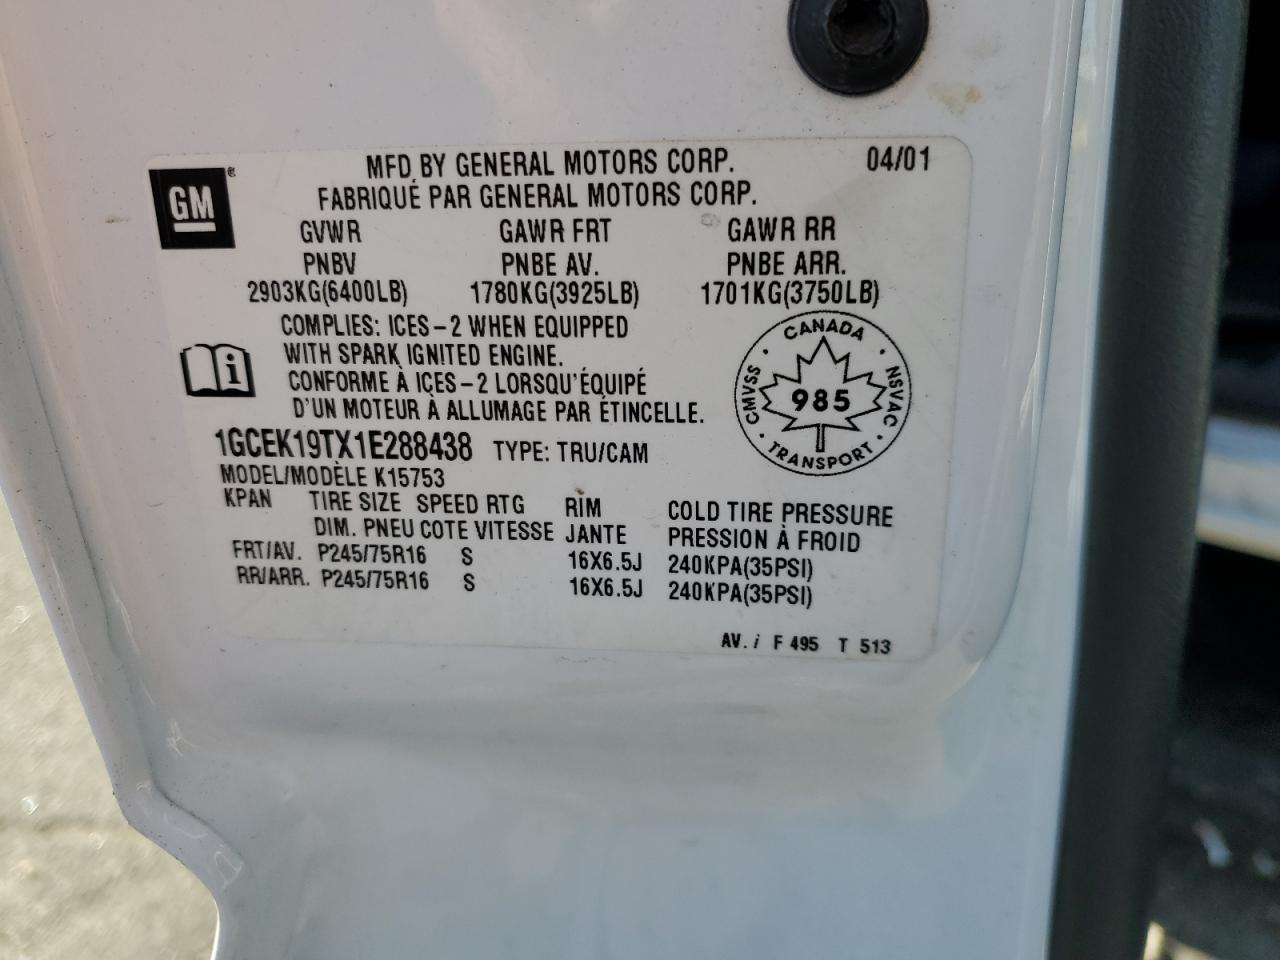 MFD BY GENERAL MOTORS CORP. 04/01
FABRIQUÉ PAR GENERAL MOTORS CORP.
GM
GVWR GAWR FRT GAWR RR
PNBV PNBE AV. PNBE ARR.
2903KG(6400LB) 1780KG(3925LB) 1701KG(3750LB)
COMPLIES: ICES-2 WHEN EQUIPPED
WITH SPARK IGNITED ENGINE.
CONFORME À ICES-2 LORSQU'ÉQUIPÉ
D'UN MOTEUR À ALLUMAGE PAR ÉTINCELLE.
i
CANADA
CMVSS
985
NSVAC
TRANSPORT
1GCEK19TX1E288438 TYPE: TRU/CAM
MODEL/MODÈLE K15753
KPAN TIRE SIZE SPEED RTG RIM COLD TIRE PRESSURE
DIM. PNEU COTE VITESSE JANTE PRESSION À FROID
FRT/AV. P245/75R16 S 16X6.5J 240KPA(35PSI)
RR/ARR. P245/75R16 S 16X6.5J 240KPA(35PSI)
AV. i F 495 T 513